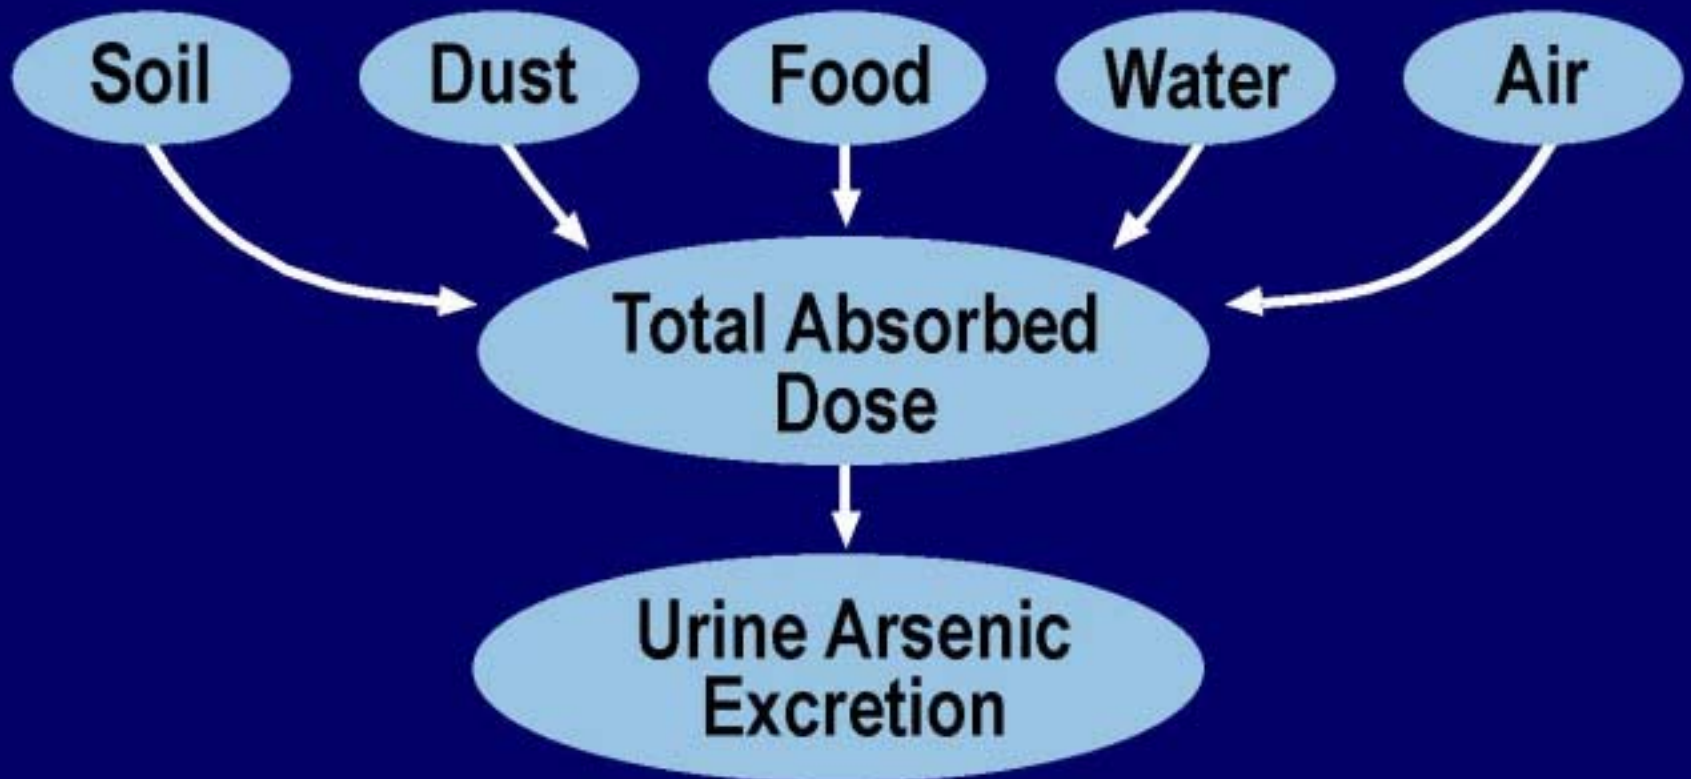 Soil
Dust
Food
Water
Air
Total Absorbed
Dose
Urine Arsenic
Excretion